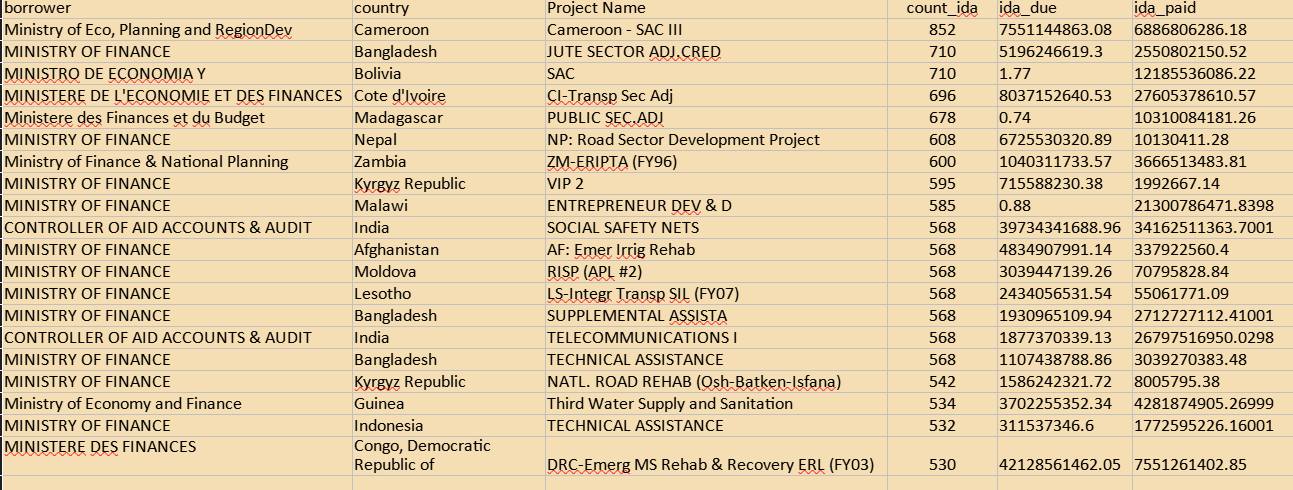 borrower country Project Name count_ida ida_due ida_paid
Ministry of Eco, Planning and RegionDev Cameroon Cameroon - SAC III 852 7551144863.08 6886806286.18
MINISTRY OF FINANCE Bangladesh JUTE SECTOR ADJ.CRED 710 5196246619.3 2550802150.52
MINISTRO DE ECONOMIA Y Bolivia SAC 710 1.77 12185536086.22
MINISTERE DE L'ECONOMIE ET DES FINANCES Cote d'Ivoire CI-Transp Sec Adj 696 8037152640.53 27605378610.57
Ministere des Finances et du Budget Madagascar PUBLIC SEC.ADJ 678 0.74 10310084181.26
MINISTRY OF FINANCE Nepal NP: Road Sector Development Project 608 6725530320.89 10130411.28
Ministry of Finance & National Planning Zambia ZM-ERIPTA (FY96) 600 1040311733.57 3666513483.81
MINISTRY OF FINANCE Kyrgyz Republic VIP 2 595 715588230.38 1992667.14
MINISTRY OF FINANCE Malawi ENTREPRENEUR DEV & D 585 0.88 21300786471.8398
CONTROLLER OF AID ACCOUNTS & AUDIT India SOCIAL SAFETY NETS 568 39734341688.96 34162511363.7001
MINISTRY OF FINANCE Afghanistan AF: Emer Irrig Rehab 568 4834907991.14 337922560.4
MINISTRY OF FINANCE Moldova RISP (APL #2) 568 3039447139.26 70795828.84
MINISTRY OF FINANCE Lesotho LS-Integr Transp SIL (FY07) 568 2434056531.54 55061771.09
MINISTRY OF FINANCE Bangladesh SUPPLEMENTAL ASSISTA 568 1930965109.94 2712727112.41001
CONTROLLER OF AID ACCOUNTS & AUDIT India TELECOMMUNICATIONS I 568 1877370339.13 26797516950.0298
MINISTRY OF FINANCE Bangladesh TECHNICAL ASSISTANCE 568 1107438788.86 3039270383.48
MINISTRY OF FINANCE Kyrgyz Republic NATL. ROAD REHAB (Osh-Batken-Isfana) 542 1586242321.72 8005795.38
Ministry of Economy and Finance Guinea Third Water Supply and Sanitation 534 3702255352.34 4281874905.26999
MINISTRY OF FINANCE Indonesia TECHNICAL ASSISTANCE 532 311537346.6 1772595226.16001
MINISTERE DES FINANCES Congo, Democratic
Republic of DRC-Emerg MS Rehab & Recovery ERL (FY03) 530 42128561462.05 7551261402.85